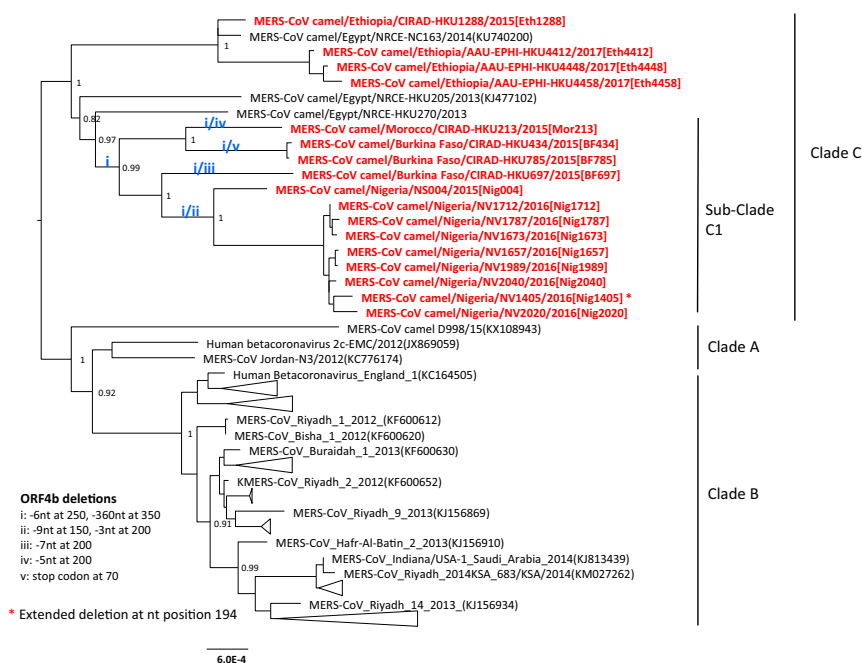 MERS-CoV camel/Ethiopia/CIRAD-HKU1288/2015[Eth1288]
MERS-CoV_camel/Egypt/NRCE-NC163/2014(KU740200)
1
MERS-CoV camel/Ethiopia/AAU-EPHI-HKU4412/2017[Eth4412]
MERS-CoV camel/Ethiopia/AAU-EPHI-HKU4448/2017[Eth4448]
MERS-CoV camel/Ethiopia/AAU-EPHI-HKU4458/2017[Eth4458]
1
MERS-CoV_camel/Egypt/NRCE-HKU205/2013(KJ477102)
0.82
MERS-CoV_camel/Egypt/NRCE-HKU270/2013
i/iv
MERS-CoV camel/Morocco/CIRAD-HKU213/2015[Mor213]
0.97
1
i/v
MERS-CoV camel/Burkina Faso/CIRAD-HKU434/2015[BF434]
Clade C
MERS-CoV camel/Burkina Faso/CIRAD-HKU785/2015[BF785]
i
0.99
i/iii
MERS-CoV camel/Burkina Faso/CIRAD-HKU697/2015[BF697]
MERS-CoV camel/Nigeria/NS004/2015[Nig004]
1
i/ii
1
MERS-CoV camel/Nigeria/NV1712/2016[Nig1712]
MERS-CoV camel/Nigeria/NV1787/2016[Nig1787]
Sub-Clade
C1
MERS-CoV camel/Nigeria/NV1673/2016[Nig1673]
MERS-CoV camel/Nigeria/NV1657/2016[Nig1657]
MERS-CoV camel/Nigeria/NV1989/2016[Nig1989]
MERS-CoV camel/Nigeria/NV2040/2016[Nig2040]
MERS-CoV camel/Nigeria/NV1405/2016[Nig1405] *
MERS-CoV camel/Nigeria/NV2020/2016[Nig2020]
MERS-CoV camel D998/15(KX108943)
Human betacoronavirus 2c-EMC/2012(JX869059)
Clade A
1
MERS-CoV Jordan-N3/2012(KC776174)
Human Betacoronavirus_England_1(KC164505)
0.92
MERS-CoV_Riyadh_1_2012_(KF600612)
1
MERS-CoV_Bisha_1_2012(KF600620)
MERS-CoV_Buraidah_1_2013(KF600630)
KMERS-CoV_Riyadh_2_2012(KF600652)
Clade B
MERS-CoV_Riyadh_9_2013(KJ156869)
0.91
MERS-CoV_Hafr-Al-Batin_2_2013(KJ156910)
MERS-CoV_Indiana/USA-1_Saudi_Arabia_2014(KJ813439)
0.99
MERS-CoV_Riyadh_2014KSA_683/KSA/2014(KM027262)
MERS-CoV_Riyadh_14_2013_(KJ156934)
ORF4b deletions
i: -6nt at 250, -360nt at 350
ii: -9nt at 150, -3nt at 200
iii: -7nt at 200
iv: -5nt at 200
v: stop codon at 70
* Extended deletion at nt position 194
6.0E-4